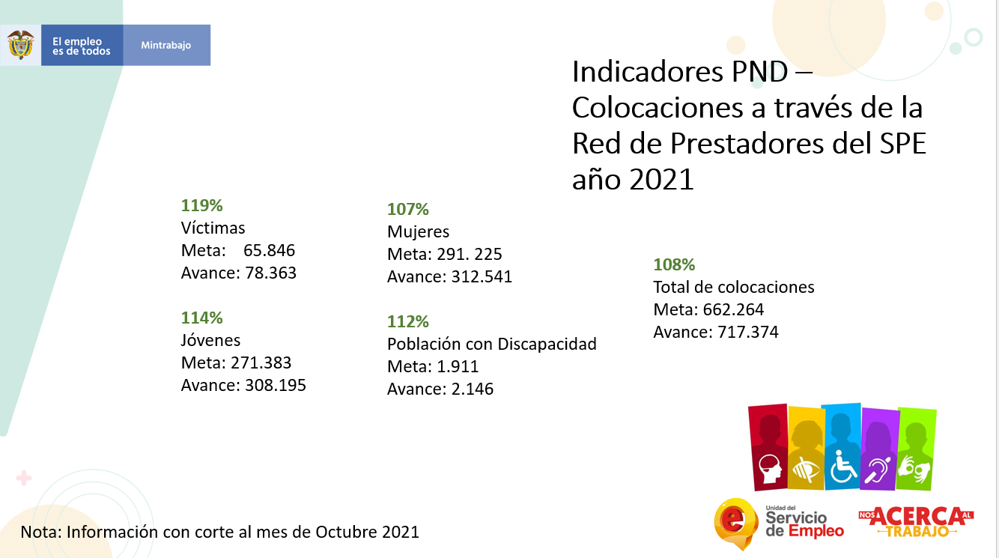 El empleo
es de todos
Mintrabajo
Indicadores PND –
Colocaciones a través de la
Red de Prestadores del SPE
año 2021
119%
Víctimas
Meta:    65.846
Avance: 78.363
107%
Mujeres
Meta: 291. 225
Avance: 312.541
114%
Jóvenes
Meta: 271.383
Avance: 308.195
112%
Población con Discapacidad
Meta: 1.911
Avance: 2.146
108%
Total de colocaciones
Meta: 662.264
Avance: 717.374
e
Unidad del
Servicio
de Empleo
NOS ACERCA AL
TRABAJO
Nota: Información con corte al mes de Octubre 2021